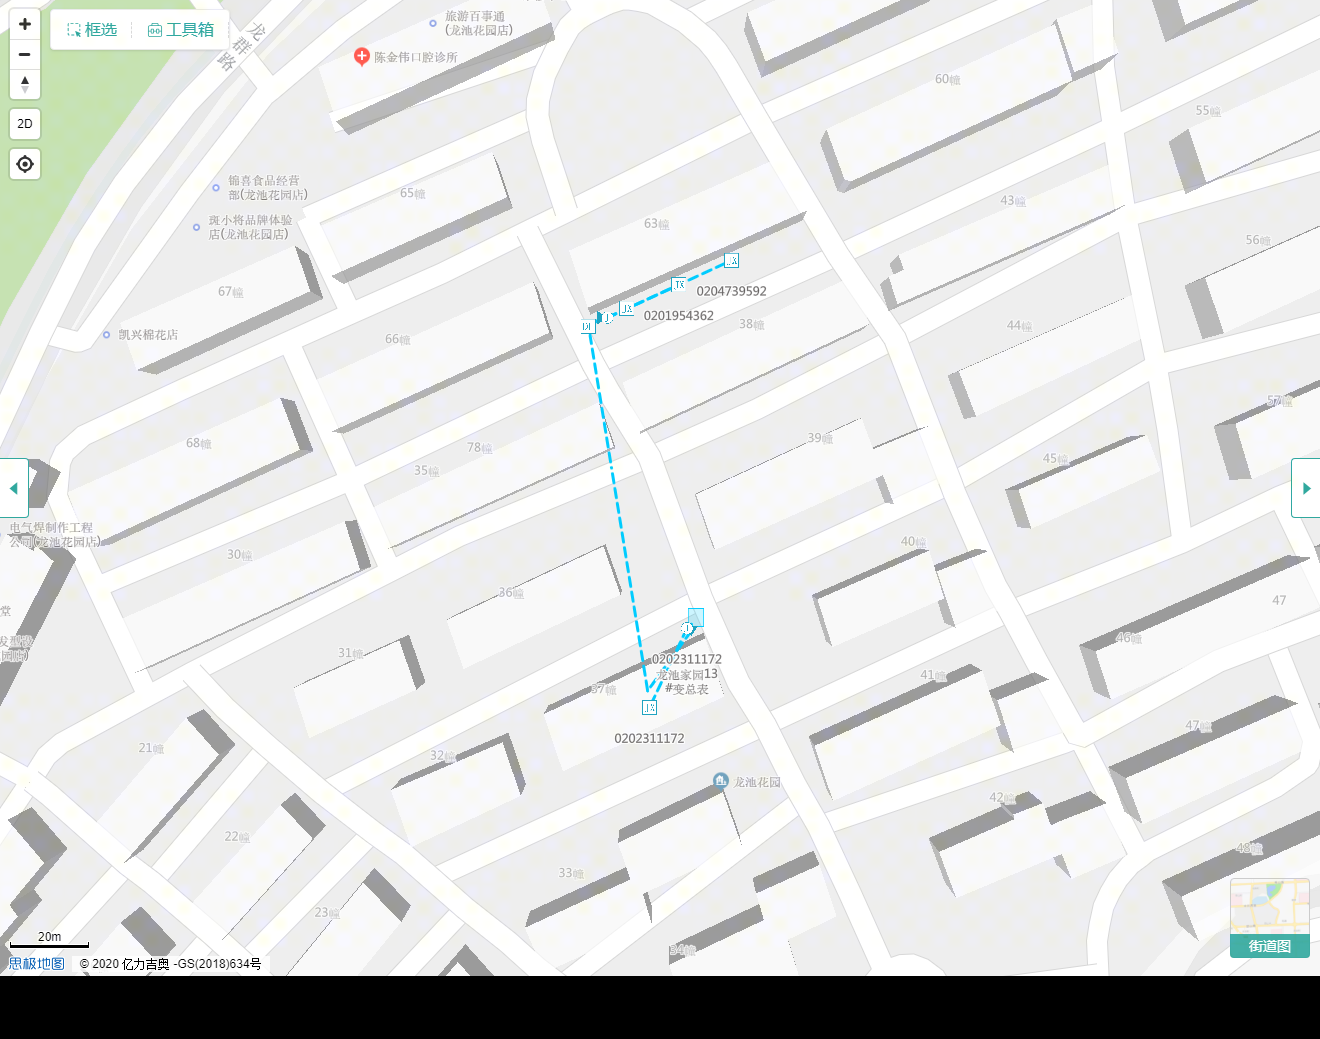 框选
工具箱
2D
龙群路
旅游百事通
(龙池花园店)
陈金伟口腔诊所
60幢
55幢
锦喜食品经营
部(龙池花园店)
65幢
斑小将品牌体验
店(龙池花园店)
63幢
43幢
56幢
67幢
JX
JX
0204739592
JX
0201954362
38幢
44幢
凯兴棉花店
66幢
57幢
68幢
78幢
35幢
39幢
45幢
电气焊制作工程
公司(龙池花园店)
30幢
40幢
36幢
47
堂
46幢
31幢
0202311172
龙池家园13
#变总表
37幢
41幢
JX
0202311172
47幢
21幢
32幢
龙池花园
42幢
22幢
48幢
33幢
23幢
34幢
20m
街道图
思极地图
© 2020 亿力吉奥 -GS(2018)634号